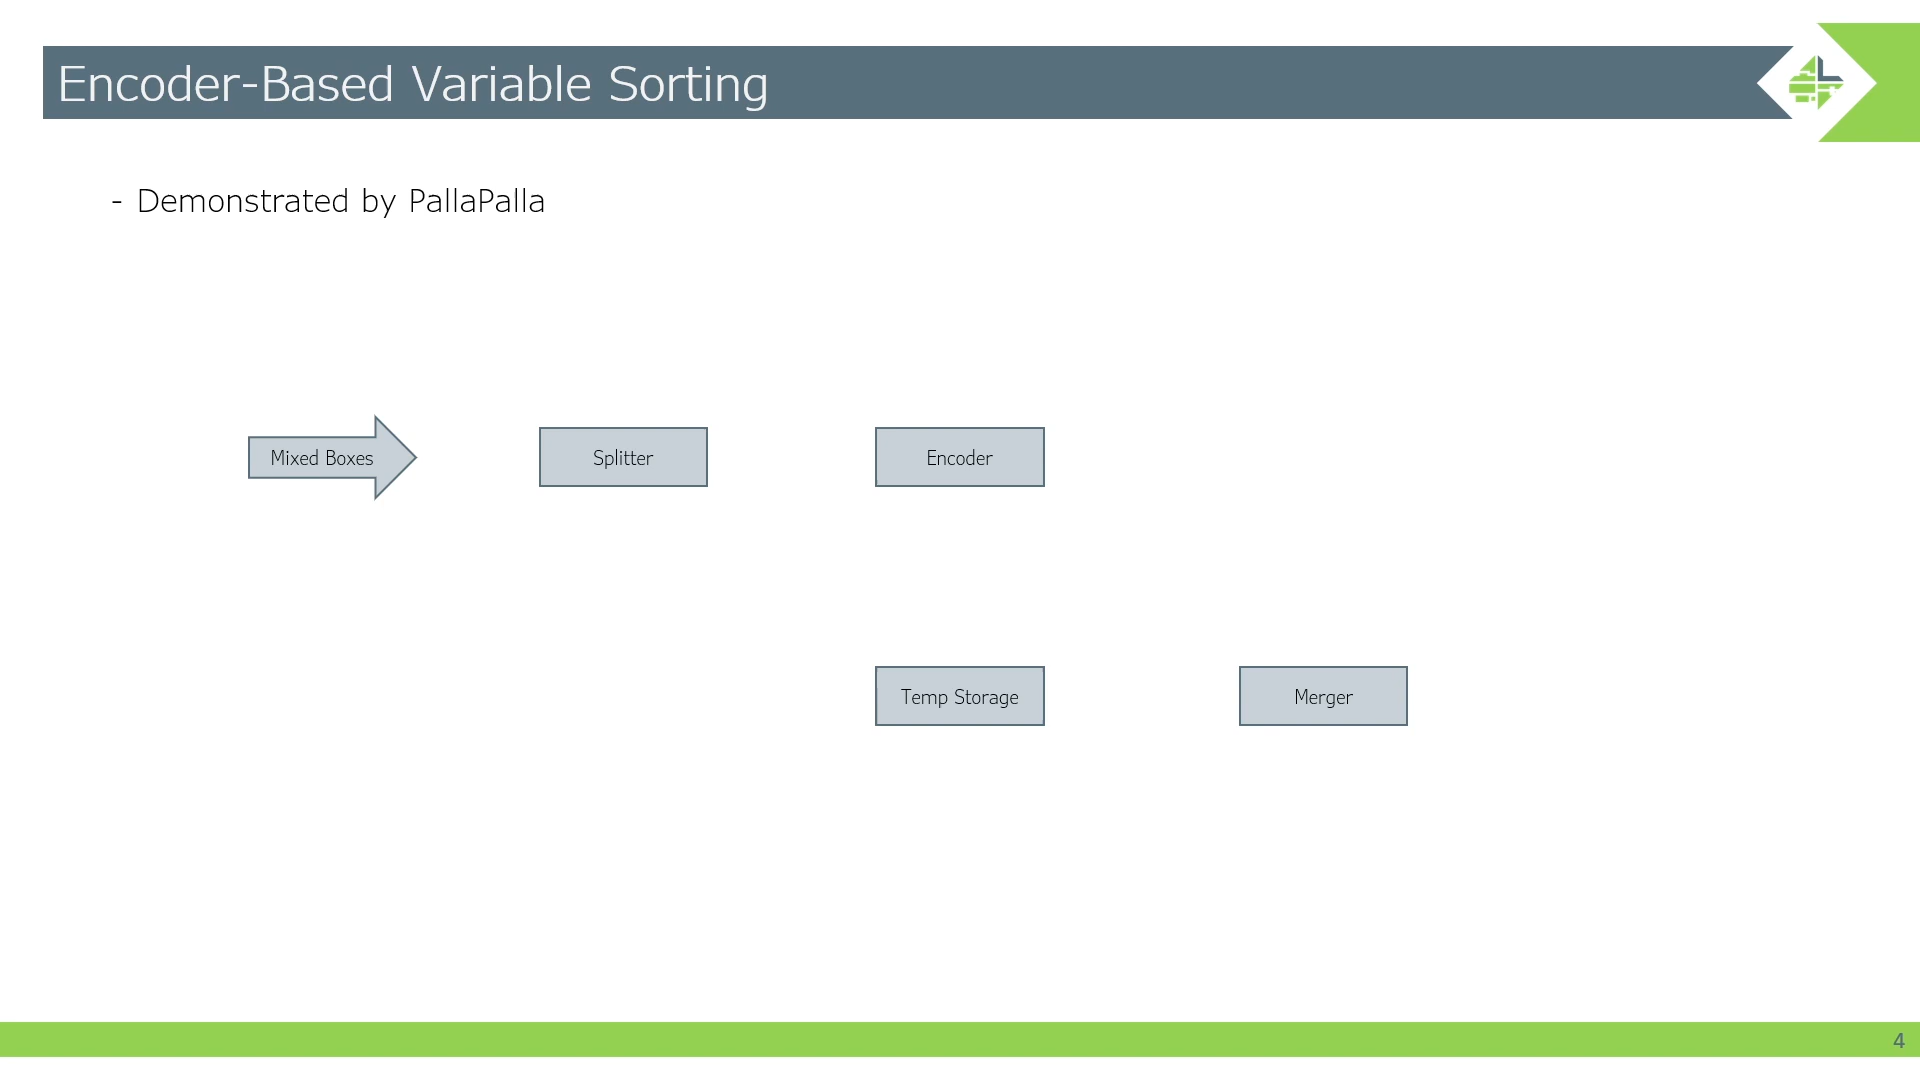 Encoder-Based Variable Sorting
- Demonstrated by PallaPalla
Mixed Boxes
Splitter
Encoder
Temp Storage
Merger
4